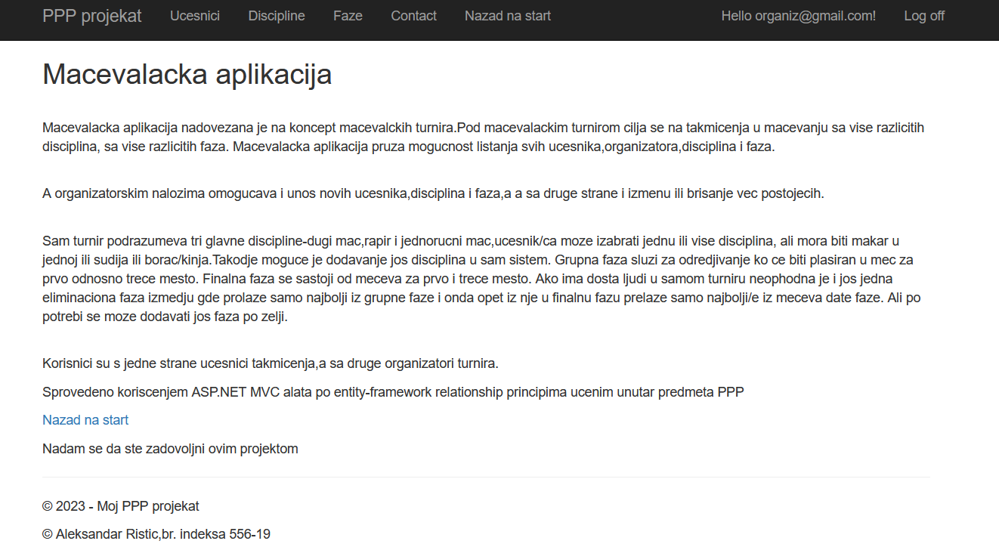 PPP projekat Ucesnici Discipline Faze Contact Nazad na start Hello organiz@gmail.com! Log off
Macevalacka aplikacija
Macevalacka aplikacija nadovezana je na koncept macevalckih turnira.Pod macevalackim turnirom cilja se na takmicenja u macevanju sa vise razlicitih
disciplina, sa vise razlicitih faza. Macevalacka aplikacija pruza mogucnost listanja svih ucesnika,organizatora,disciplina i faza.
A organizatorskim nalozima omogucava i unos novih ucesnika,disciplina i faza,a a sa druge strane i izmenu ili brisanje vec postojecih.
Sam turnir podrazumeva tri glavne discipline-dugi mac,rapir i jednorucni mac,ucesnik/ca moze izabrati jednu ili vise disciplina, ali mora biti makar u
jednoj ili sudija ili borac/kinja.Takodje moguce je dodavanje jos disciplina u sam sistem. Grupna faza sluzi za odredjivanje ko ce biti plasiran u mec za
prvo odnosno trece mesto. Finalna faza se sastoji od meceva za prvo i trece mesto. Ako ima dosta ljudi u samom turniru neophodna je i jos jedna
eliminaciona faza izmedju gde prolaze samo najbolji iz grupne faze i onda opet iz nje u finalnu fazu prelaze samo najbolji/e iz meceva date faze. Ali po
potrebi se moze dodavati jos faza po zelji.
Korisnici su s jedne strane ucesnici takmicenja,a sa druge organizatori turnira.
Sprovedeno koriscenjem ASP.NET MVC alata po entity-framework relationship principima ucenim unutar predmeta PPP
Nazad na start
Nadam se da ste zadovoljni ovim projektom
© 2023 - Moj PPP projekat
© Aleksandar Ristic,br. indeksa 556-19